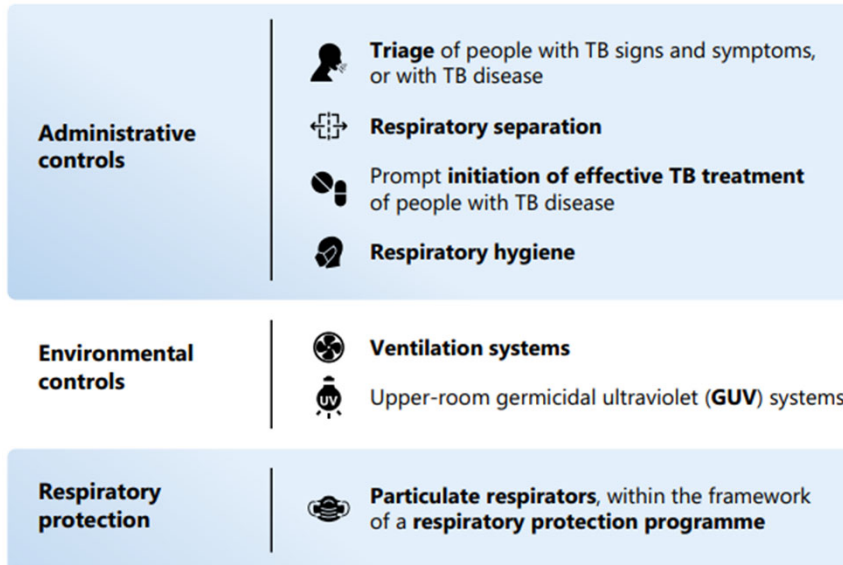 Administrative
controls
Triage of people with TB signs and symptoms,
or with TB disease
Respiratory separation
Prompt initiation of effective TB treatment
of people with TB disease
Respiratory hygiene
Environmental
controls
Ventilation systems
UV
Upper-room germicidal ultraviolet (GUV) systems
Respiratory
protection
Particulate respirators, within the framework
of a respiratory protection programme